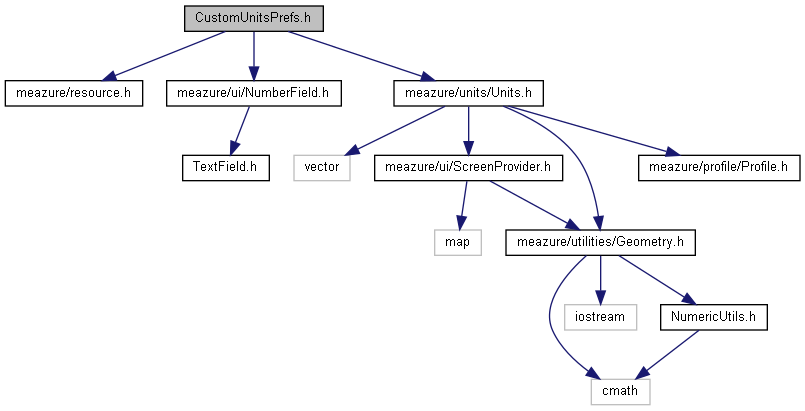 CustomUnitsPrefs.h
meazure/resource.h
meazure/ui/NumberField.h
meazure/units/Units.h
TextField.h
vector
meazure/ui/ScreenProvider.h
meazure/profile/Profile.h
map
meazure/utilities/Geometry.h
iostream
NumericUtils.h
cmath